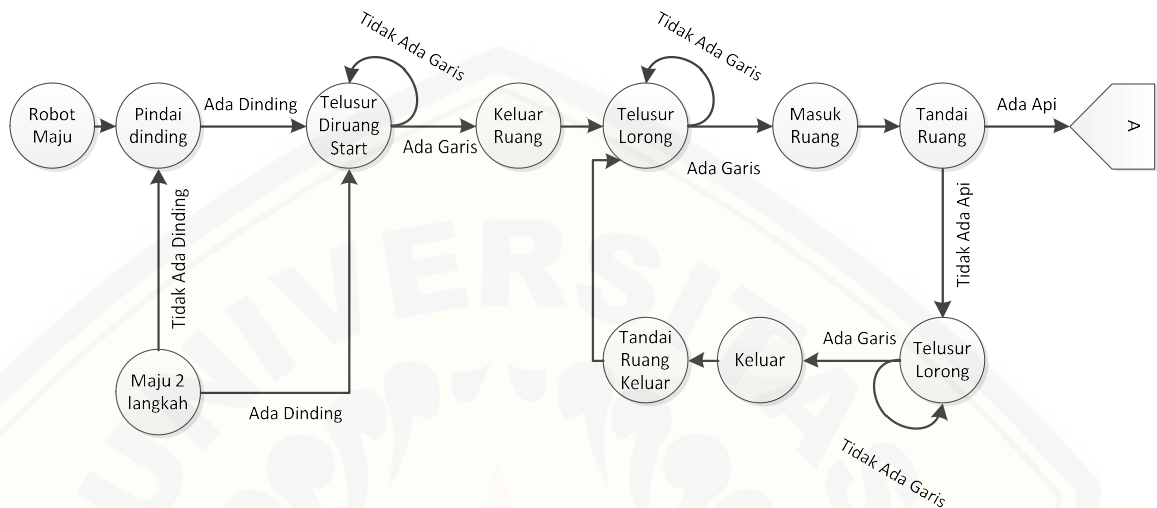 Robot
Maju
Pindai
dinding
Ada Dinding
Telusur
Diruang
Start
Tidak Ada Garis
Ada Garis
Keluar
Ruang
Telusur
Lorong
Tidak Ada Garis
Ada Garis
Masuk
Ruang
Tandai
Ruang
Ada Api
A
Tidak Ada Dinding
Tidak Ada Api
Maju 2
langkah
Ada Dinding
Tandai
Ruang
Keluar
Keluar
Ada Garis
Telusur
Lorong
Tidak Ada Garis
UNIVERSITAS